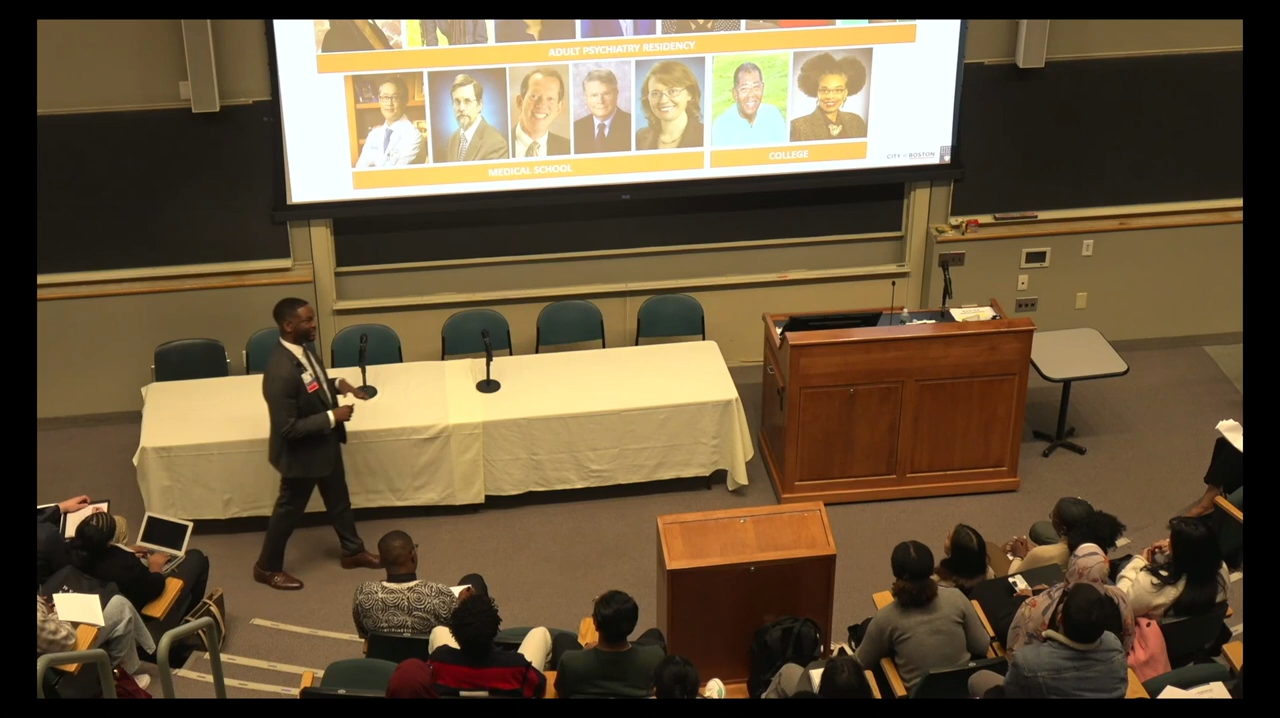 ADULT PSYCHIATRY RESIDENCY
MEDICAL SCHOOL
COLLEGE
CITY of BOSTON